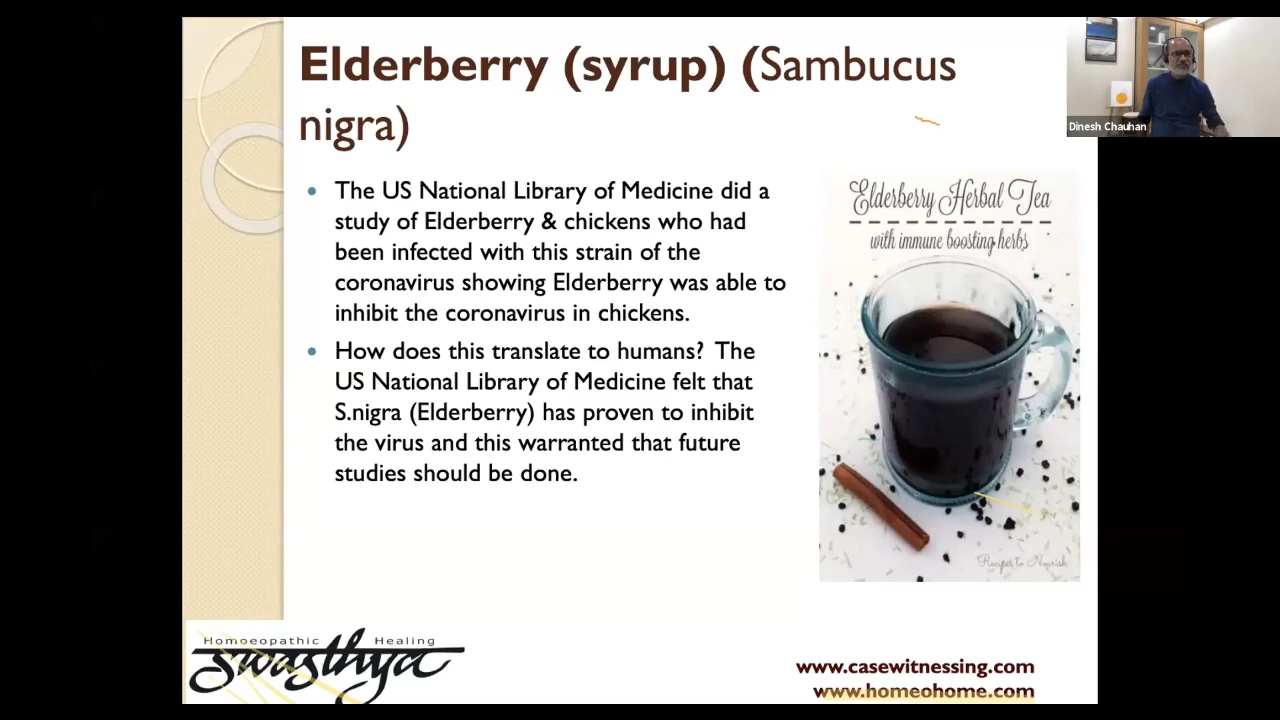 Elderberry (syrup) (Sambucus
nigra)
Dinesh Chauhan
• The US National Library of Medicine did a
study of Elderberry & chickens who had
been infected with this strain of the
coronavirus showing Elderberry was able to
inhibit the coronavirus in chickens.
• How does this translate to humans? The
US National Library of Medicine felt that
S.nigra (Elderberry) has proven to inhibit
the virus and this warranted that future
studies should be done.
Elderberry Herbal Tea
with immune boosting herbs
Recipes to Nourish
Homoeopathic Healing
swasthya
www.casewitnessing.com
www.homeohome.com